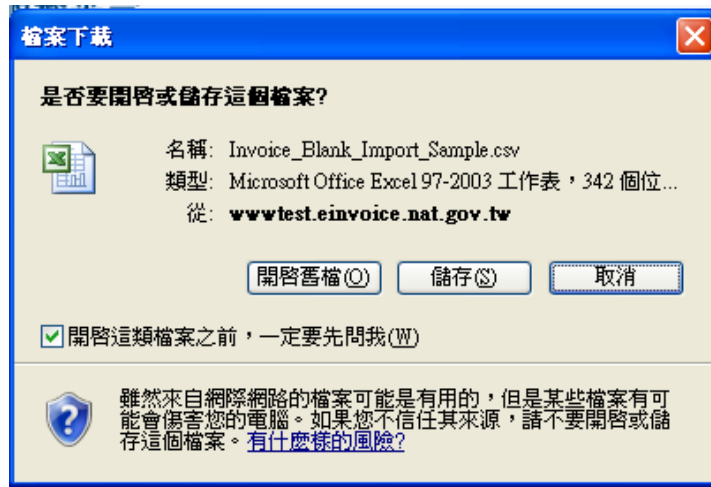 檔案下載
是否要開啓或儲存這個檔案?
名稱: Invoice_Blank_Import_Sample.csv
類型: Microsoft Office Excel 97-2003 工作表，342 個位...
從: wwwtest.einvoice.nat.gov.tw
開啓舊檔(O) 儲存(S) 取消
開啓這類檔案之前，一定要先問我(W)
雖然來自網際網路的檔案可能是有用的，但是某些檔案有可
能會傷害您的電腦。如果您不信任其來源，請不要開啓或儲
存這個檔案。有什麼樣的風險?